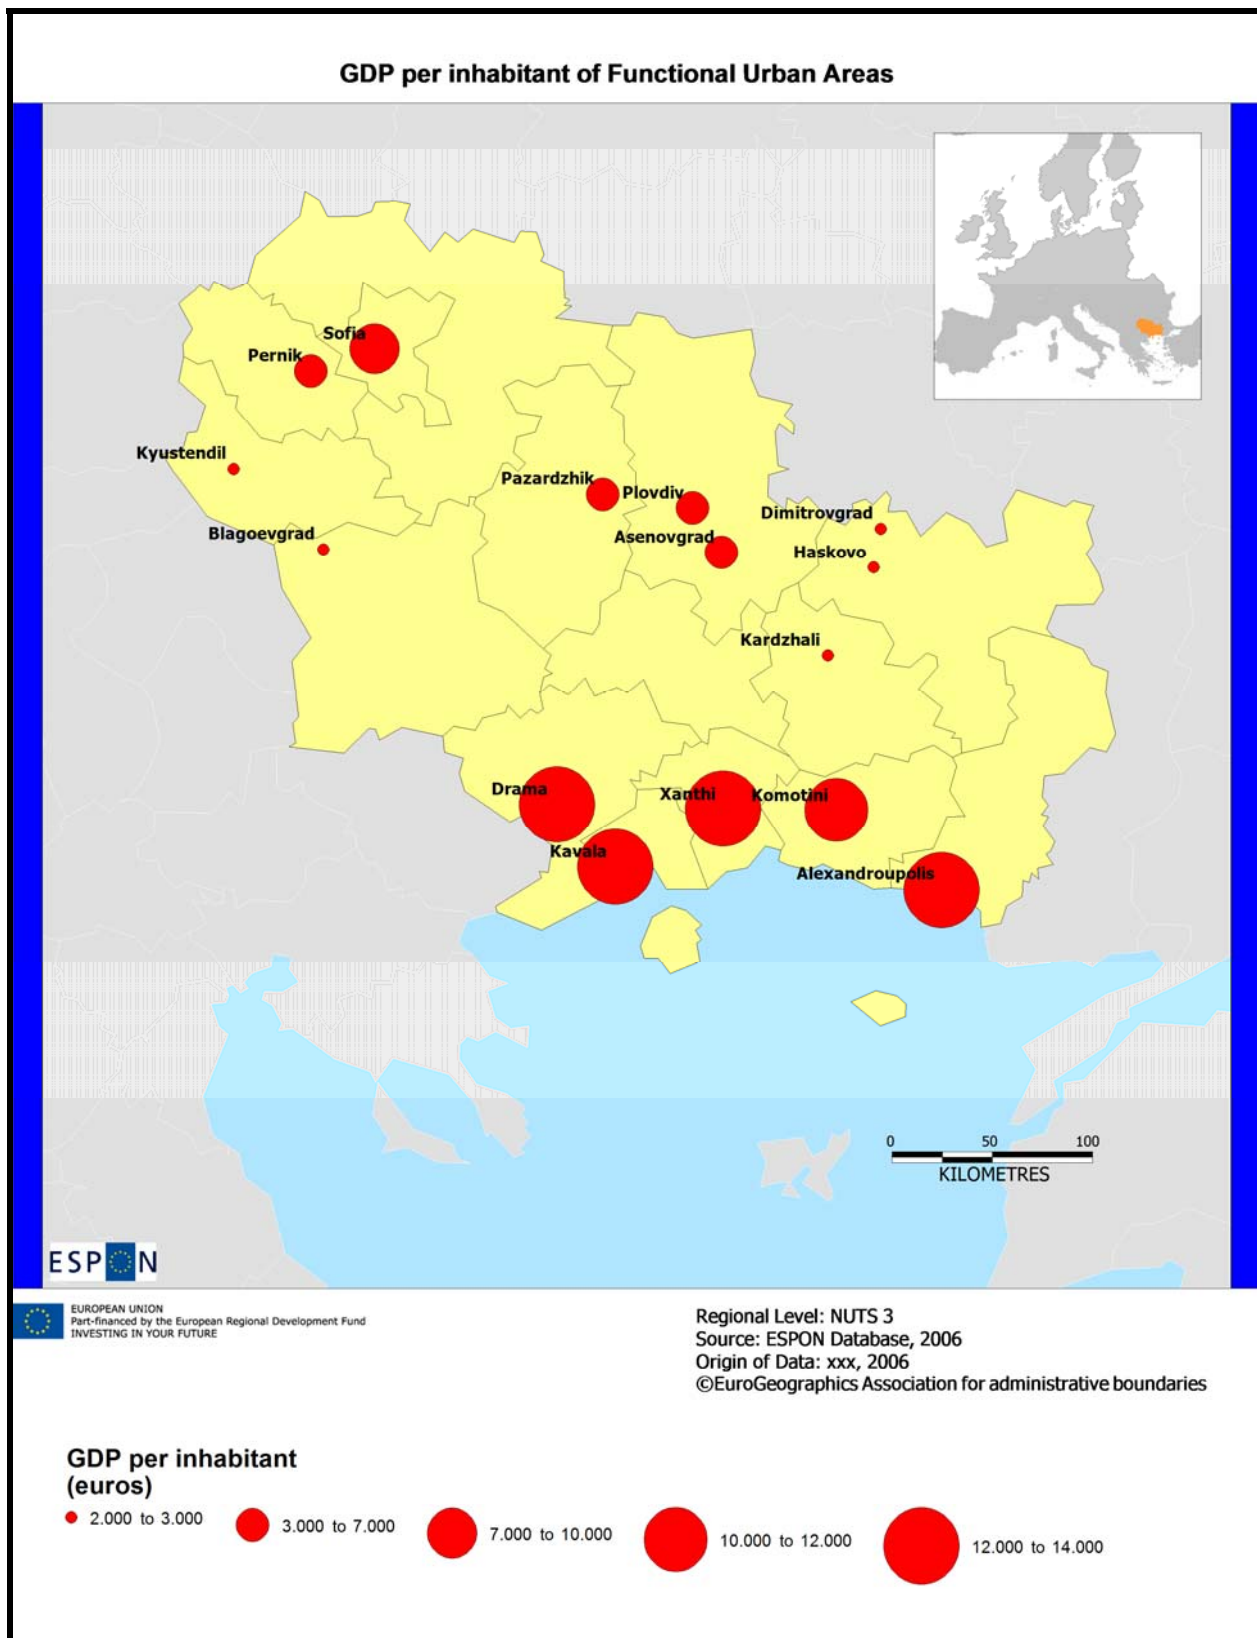 GDP per inhabitant of Functional Urban Areas
Sofia
Pernik
Kyustendil
Pazardzhik
Plovdiv
Blagoevgrad
Asenovgrad
Dimitrovgrad
Haskovo
Kardzhali
Drama
Xanthi
Komotini
Kavala
Alexandroupolis
0 50 100
KILOMETRES
ESPON
EUROPEAN UNION
Part-financed by the European Regional Development Fund
INVESTING IN YOUR FUTURE
Regional Level: NUTS 3
Source: ESPON Database, 2006
Origin of Data: xxx, 2006
©EuroGeographics Association for administrative boundaries
GDP per inhabitant
(euros)
2.000 to 3.000
3.000 to 7.000
7.000 to 10.000
10.000 to 12.000
12.000 to 14.000